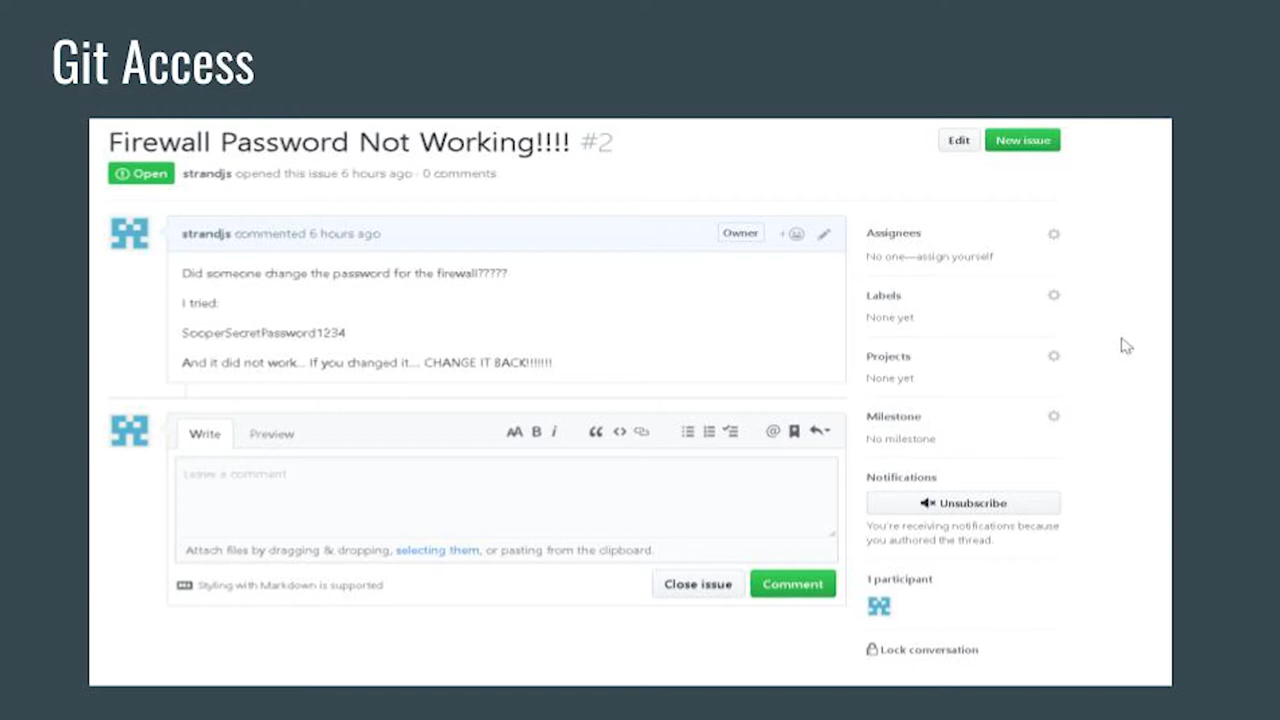 Git Access
Firewall Password Not Working!!!! #2
Edit
New issue
Open
strandjs opened this issue 6 hours ago · 0 comments
strandjs commented 6 hours ago
Owner
Did someone change the password for the firewall?????
I tried:
SooperSecretPassword1234
And it did not work... If you changed it.... CHANGE IT BACK!!!!!!!
Write
Preview
Leave a comment
Attach files by dragging & dropping, selecting them, or pasting from the clipboard.
Styling with Markdown is supported
Close issue
Comment
Assignees
No one—assign yourself
Labels
None yet
Projects
None yet
Milestone
No milestone
Notifications
Unsubscribe
You're receiving notifications because
you authored the thread.
1 participant
Lock conversation